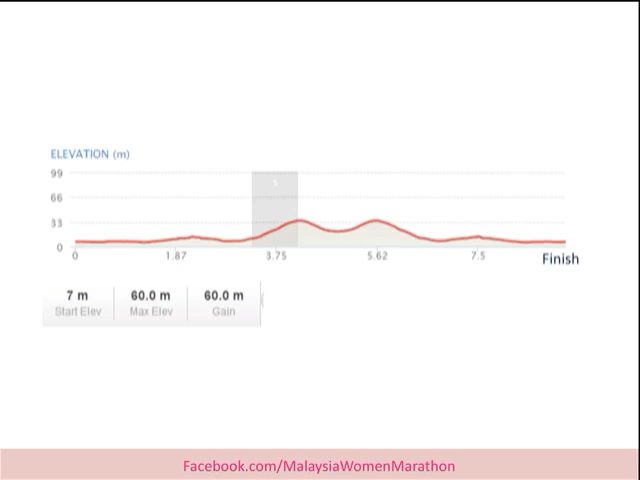 ELEVATION (m)
99
66
33
0
0 1.87 3.75 5.62 7.5 Finish
7 m 60.0 m 60.0 m
Start Elev Max Elev Gain
Facebook.com/MalaysiaWomenMarathon